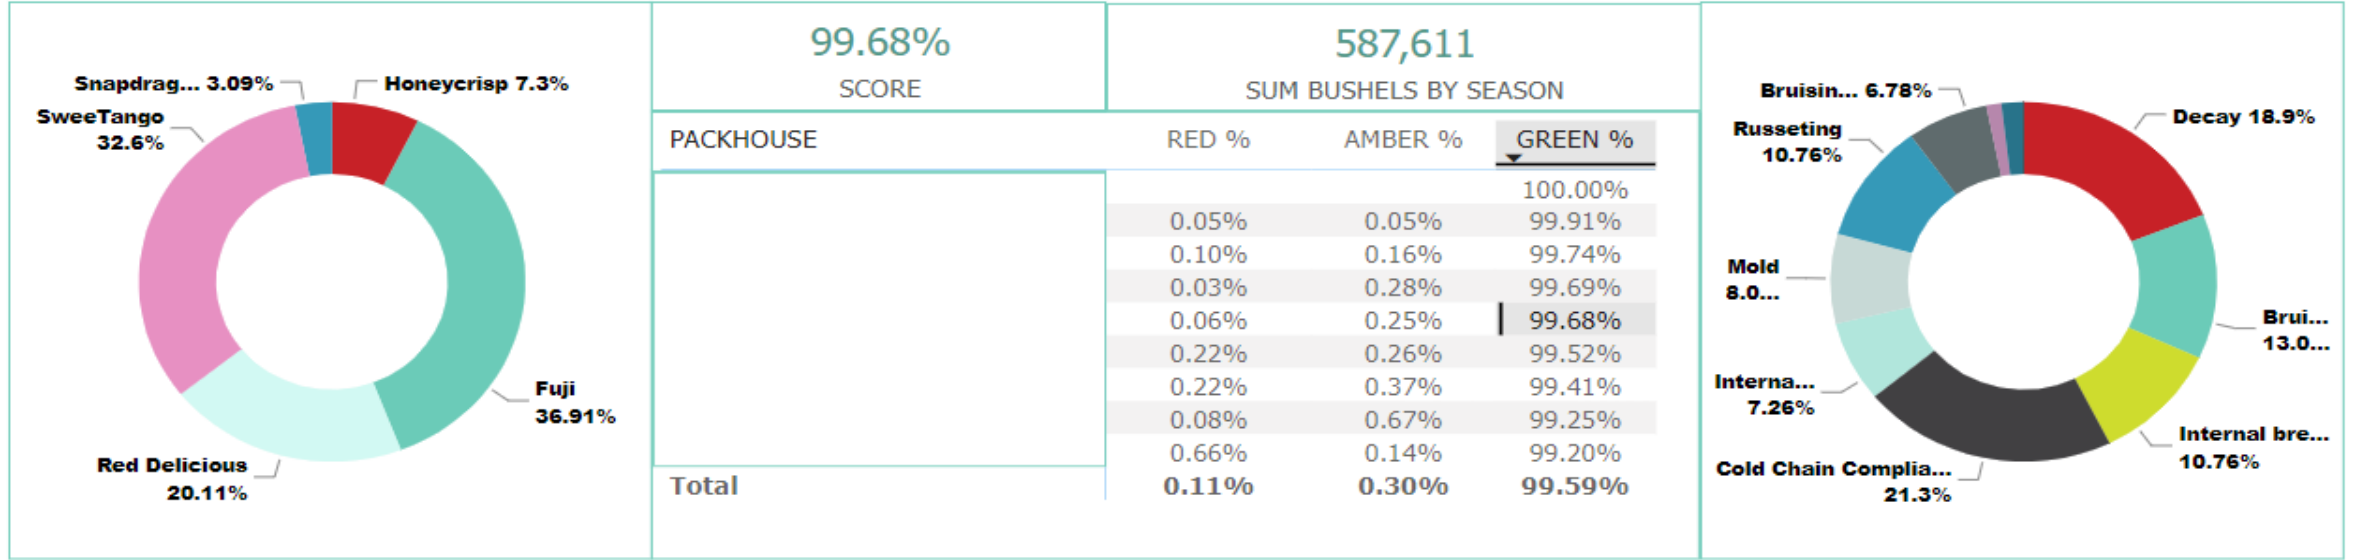 Snapdrag... 3.09%
Honeycrisp 7.3%
SweeTango
32.6%
Fuji
36.91%
Red Delicious
20.11%
99.68%
SCORE
587,611
SUM BUSHELS BY SEASON
PACKHOUSE RED % AMBER % GREEN %
100.00%
0.05% 0.05% 99.91%
0.10% 0.16% 99.74%
0.03% 0.28% 99.69%
0.06% 0.25% 99.68%
0.22% 0.26% 99.52%
0.22% 0.37% 99.41%
0.08% 0.67% 99.25%
0.66% 0.14% 99.20%
Total 0.11% 0.30% 99.59%
Bruisin... 6.78%
Decay 18.9%
Russeting
10.76%
Mold
8.0...
Brui...
13.0...
Interna...
7.26%
Internal bre...
10.76%
Cold Chain Complia...
21.3%